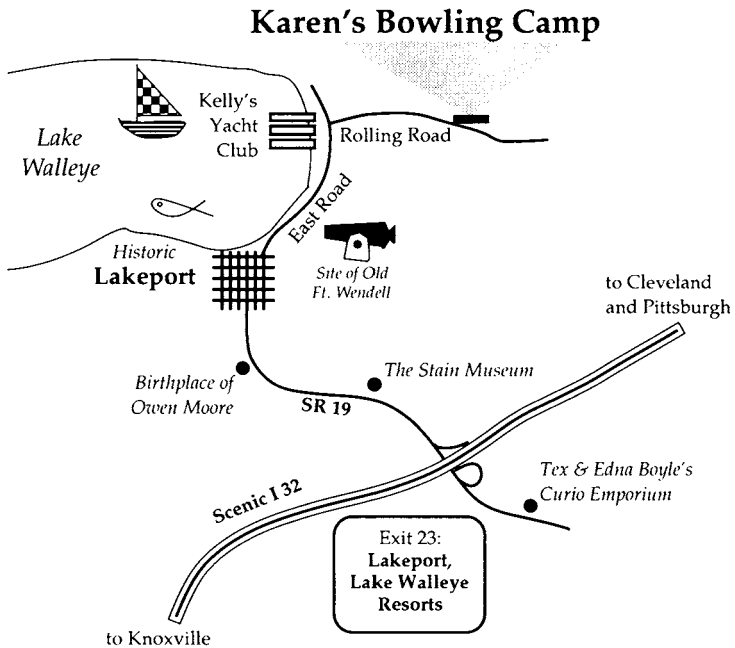 Karen's Bowling Camp
Kelly's
Yacht
Club
Rolling Road
Lake
Walleye
East Road
Historic
Lakeport
Site of Old
Ft. Wendell
to Cleveland
and Pittsburgh
Birthplace of
Owen Moore
The Stain Museum
SR 19
Tex & Edna Boyle's
Curio Emporium
Scenic I 32
Exit 23:
Lakeport,
Lake Walleye
Resorts
to Knoxville